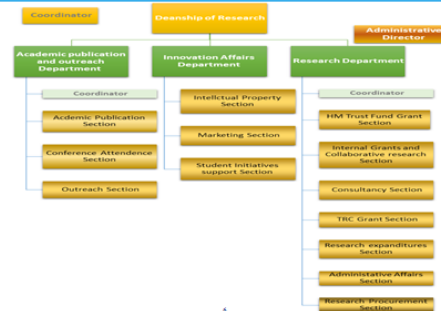 Coordinator
Deanship of Research
Administrative
Director
Academic publication
and outreach
Department
Innovation Affairs
Department
Research Department
Coordinator
Acdemic Publication
Section
Conference Attendence
Section
Outreach Section
Intelictual Property
Section
Marketing Section
Student Initiatives
support Section
Coordinator
HM Trust Fund Grant
Section
Internal Grants and
Collaborative research
Section
Consultancy Section
TRC Grant Section
Research expenditures
Section
Administative Affairs
Section
Research Procurement
Section